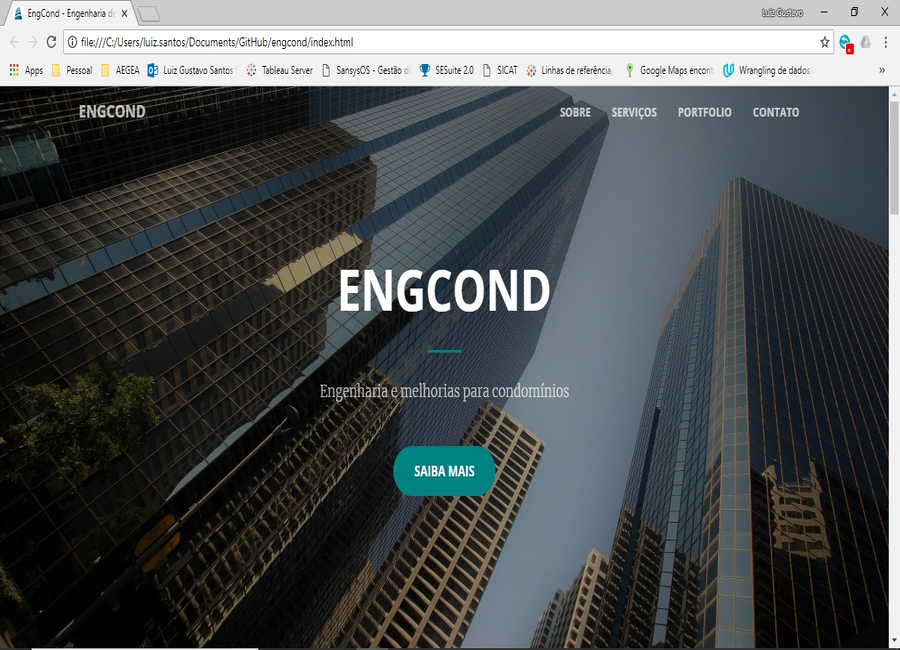 EngCond - Engenharia de
Luiz Gustavo
file:///C:/Users/luiz.santos/Documents/GitHub/engcond/index.html
Apps Pessoal AEGEA Luiz Gustavo Santos Tableau Server SansysOS - Gestão d SESuite 2.0 SICAT Linhas de referência, Google Maps encont Wrangling de dados »
ENGCOND SOBRE SERVIÇOS PORTFOLIO CONTATO
ENGCOND
Engenharia e melhorias para condomínios
SAIBA MAIS